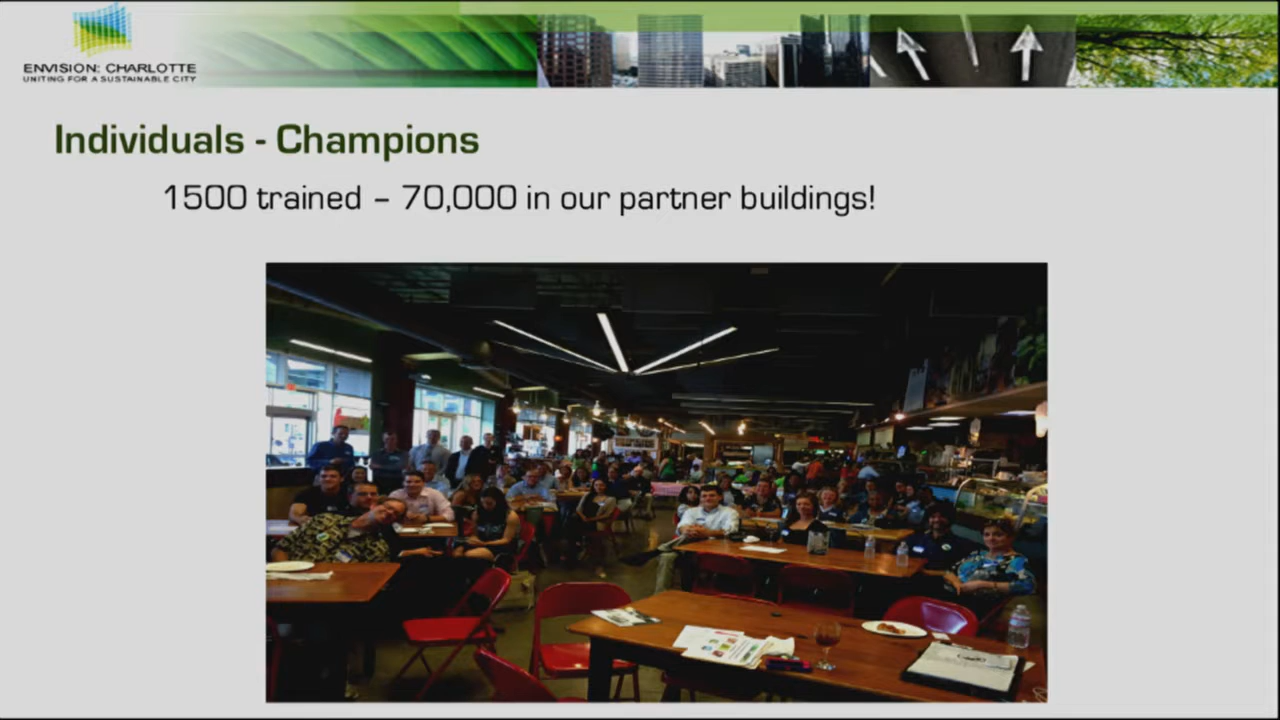 ENVISION: CHARLOTTE
UNITING FOR A SUSTAINABLE CITY
Individuals - Champions
1500 trained – 70,000 in our partner buildings!